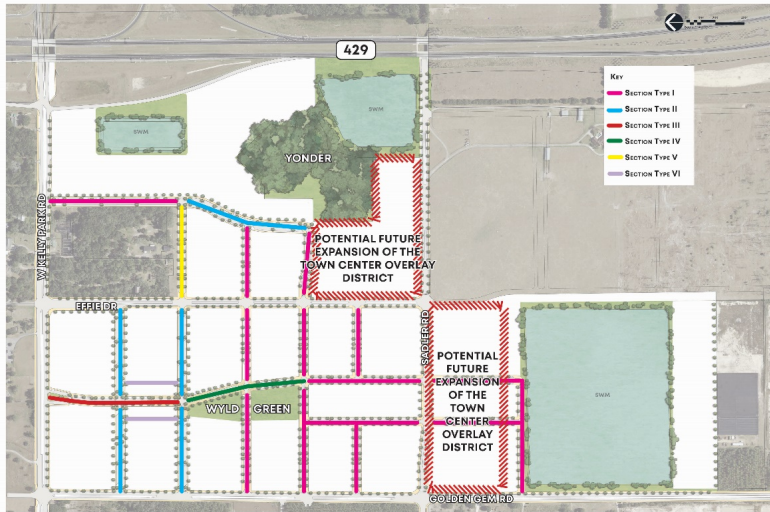 429
KEY
SECTION TYPE I
SECTION TYPE II
SECTION TYPE III
SECTION TYPE IV
SECTION TYPE V
SECTION TYPE VI
SWM
SWM
YONDER
W KELLY PARK RD
POTENTIAL FUTURE
EXPANSION OF THE
TOWN CENTER OVERLAY
DISTRICT
EFFIE DR
SADLER RD
POTENTIAL
FUTURE
EXPANSION
OF THE
TOWN
CENTER
OVERLAY
DISTRICT
SWM
WYLD GREEN
GOLDEN GEM RD